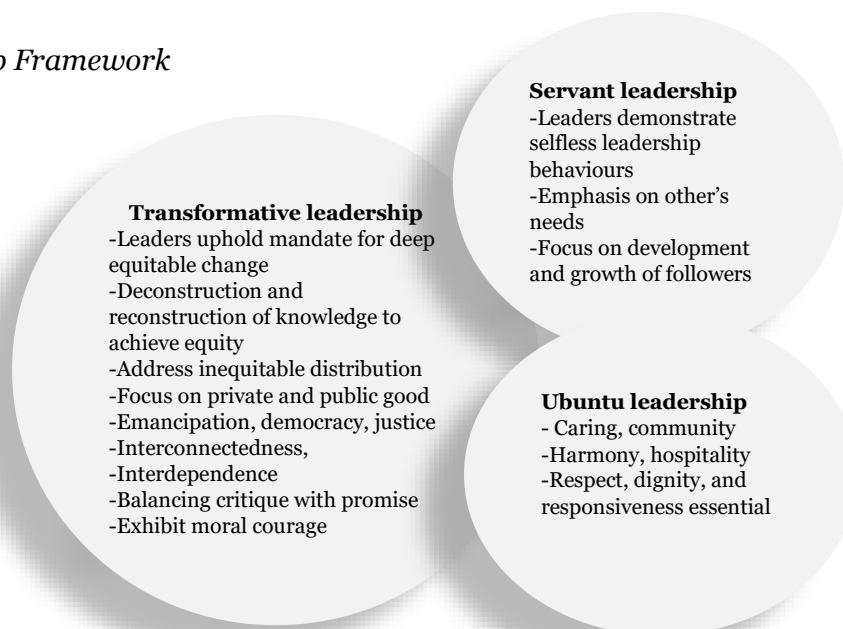 Framework
Transformative leadership
-Leaders uphold mandate for deep
equitable change
-Deconstruction and
reconstruction of knowledge to
achieve equity
-Address inequitable distribution
-Focus on private and public good
-Emancipation, democracy, justice
-Interconnectedness,
-Interdependence
-Balancing critique with promise
-Exhibit moral courage
Servant leadership
-Leaders demonstrate
selfless leadership
behaviours
-Emphasis on other’s
needs
-Focus on development
and growth of followers
Ubuntu leadership
- Caring, community
-Harmony, hospitality
-Respect, dignity, and
responsiveness essential